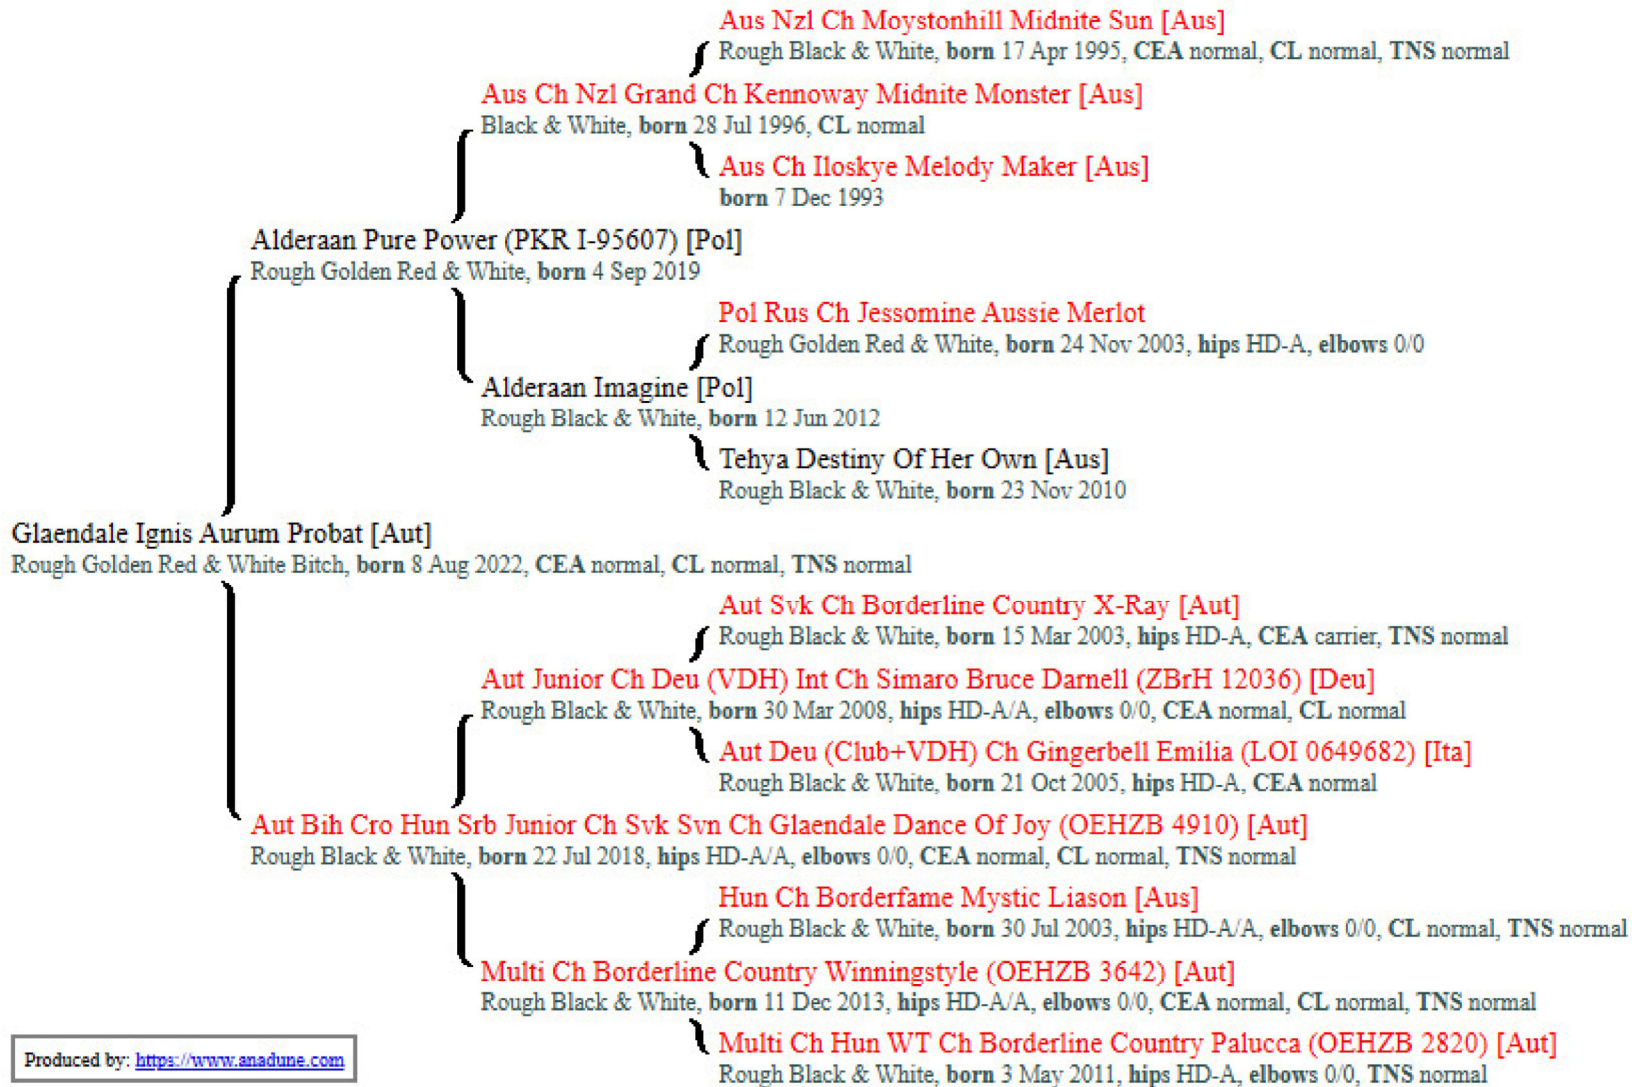 Aus Nzl Ch Moystonhill Midnite Sun [Aus]
Rough Black & White, born 17 Apr 1995, CEA normal, CL normal, TNS normal
Aus Ch Nzl Grand Ch Kennoway Midnite Monster [Aus]
Black & White, born 28 Jul 1996, CL normal
Aus Ch Iloskye Melody Maker [Aus]
born 7 Dec 1993
Alderaan Pure Power (PKR I-95607) [Pol]
Rough Golden Red & White, born 4 Sep 2019
Pol Rus Ch Jessomine Aussie Merlot
Rough Golden Red & White, born 24 Nov 2003, hips HD-A, elbows 0/0
Alderaan Imagine [Pol]
Rough Black & White, born 12 Jun 2012
Tehya Destiny Of Her Own [Aus]
Rough Black & White, born 23 Nov 2010
Glaendale Ignis Aurum Probat [Aut]
Rough Golden Red & White Bitch, born 8 Aug 2022, CEA normal, CL normal, TNS normal
Aut Svk Ch Borderline Country X-Ray [Aut]
Rough Black & White, born 15 Mar 2003, hips HD-A, CEA carrier, TNS normal
Aut Junior Ch Deu (VDH) Int Ch Simaro Bruce Darnell (ZBrH 12036) [Deu]
Rough Black & White, born 30 Mar 2008, hips HD-A/A, elbows 0/0, CEA normal, CL normal
Aut Deu (Club+VDH) Ch Gingerbell Emilia (LOI 0649682) [Ita]
Rough Black & White, born 21 Oct 2005, hips HD-A, CEA normal
Aut Bih Cro Hun Srb Junior Ch Svk Svn Ch Glaendale Dance Of Joy (OEHZB 4910) [Aut]
Rough Black & White, born 22 Jul 2018, hips HD-A/A, elbows 0/0, CEA normal, CL normal, TNS normal
Hun Ch Borderfame Mystic Liason [Aus]
Rough Black & White, born 30 Jul 2003, hips HD-A/A, elbows 0/0, CL normal, TNS normal
Multi Ch Borderline Country Winningstyle (OEHZB 3642) [Aut]
Rough Black & White, born 11 Dec 2013, hips HD-A/A, elbows 0/0, CEA normal, CL normal, TNS normal
Multi Ch Hun WT Ch Borderline Country Palucca (OEHZB 2820) [Aut]
Rough Black & White, born 3 May 2011, hips HD-A, elbows 0/0, TNS normal
Produced by: https://www.anadune.com